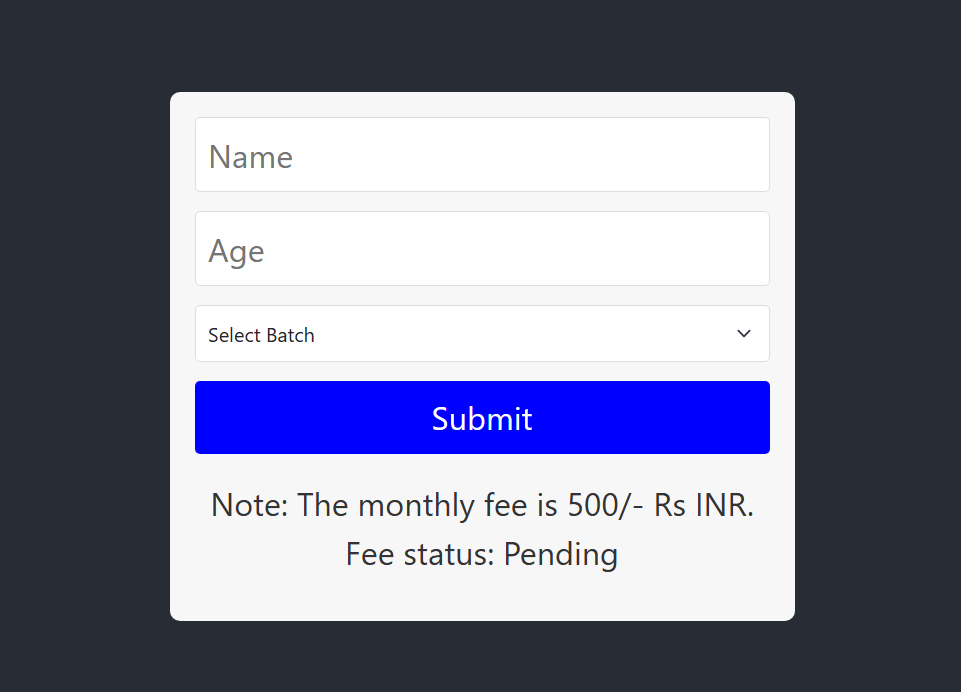 Name
Age
Select Batch
Submit
Note: The monthly fee is 500/- Rs INR.
Fee status: Pending